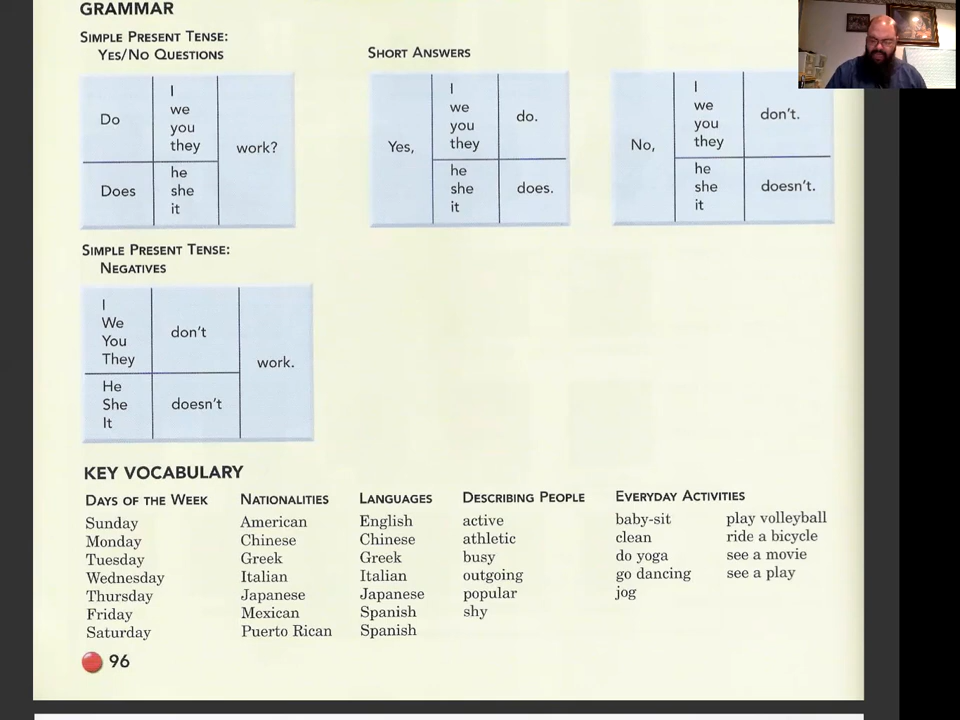 GRAMMAR
SIMPLE PRESENT TENSE:
YES/NO QUESTIONS
Do
I
we
you
they
Does
he
she
it
work?
SHORT ANSWERS
Yes,
I
we
you
they
do.
he
she
it
does.
No,
I
we
you
they
don't.
he
she
it
doesn't.
SIMPLE PRESENT TENSE:
NEGATIVES
I
We
You
They
don't
He
She
It
doesn't
work.
KEY VOCABULARY
DAYS OF THE WEEK
Sunday
Monday
Tuesday
Wednesday
Thursday
Friday
Saturday
NATIONALITIES
American
Chinese
Greek
Italian
Japanese
Mexican
Puerto Rican
LANGUAGES
English
Chinese
Greek
Italian
Japanese
Spanish
Spanish
DESCRIBING PEOPLE
active
athletic
busy
outgoing
popular
shy
EVERYDAY ACTIVITIES
baby-sit
clean
do yoga
go dancing
jog
play volleyball
ride a bicycle
see a movie
see a play
96